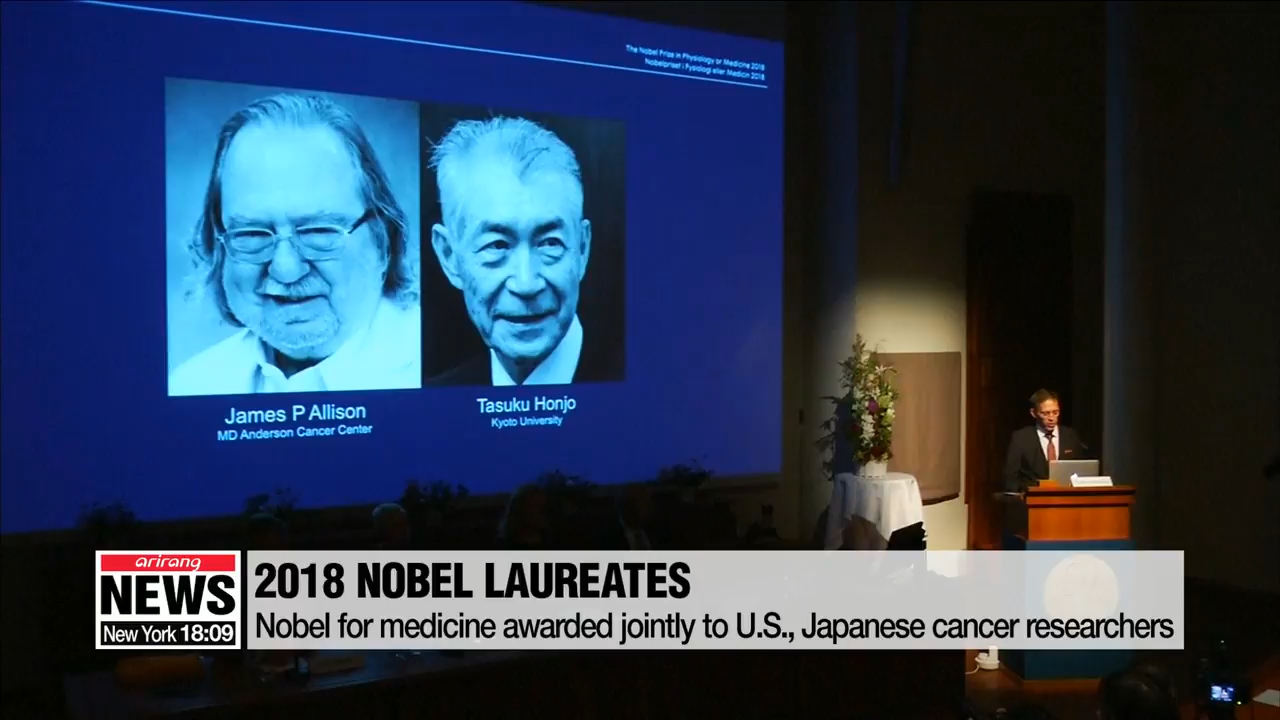 The Nobel Prize in Physiology or Medicine 2018
Nobelpriset i Fysiologi eller Medicin 2018
James P Allison
MD Anderson Cancer Center
Tasuku Honjo
Kyoto University
arirang
NEWS
New York 18:09
2018 NOBEL LAUREATES
Nobel for medicine awarded jointly to U.S., Japanese cancer researchers